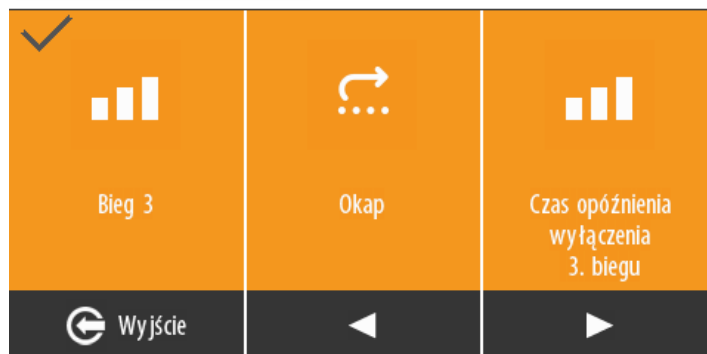 Bieg 3
Okap
Czas opóźnienia
wyłączenia
3. biegu
Wyjście